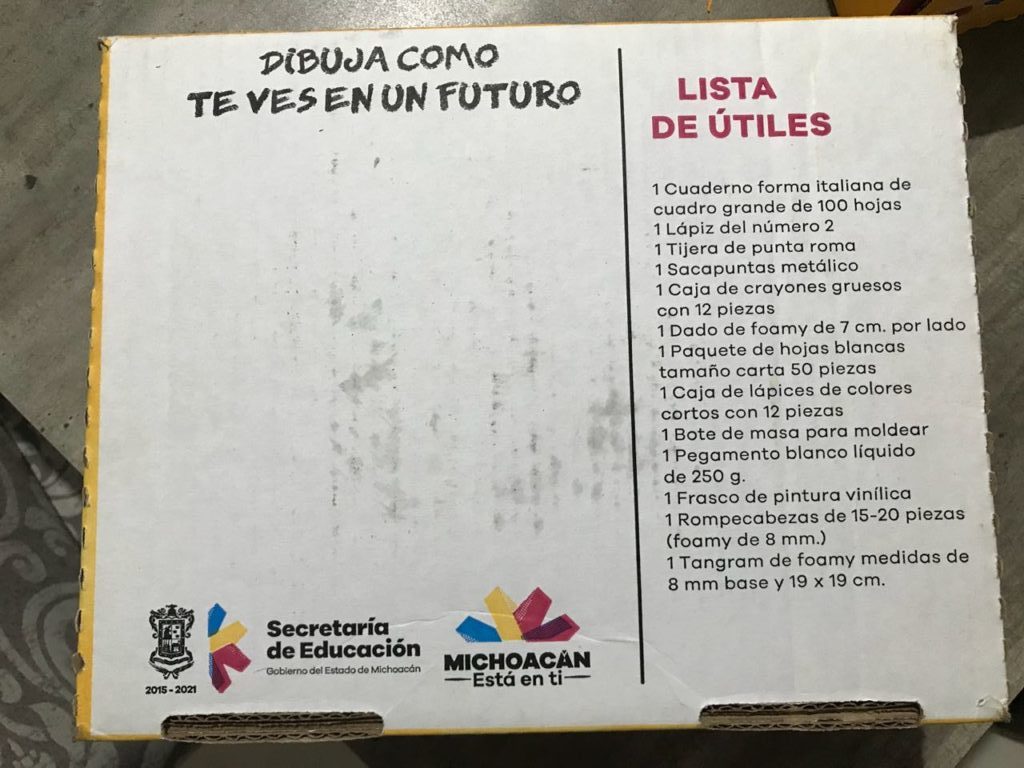 DIBUJA COMO
TE VES EN UN FUTURO
LISTA
DE ÚTILES
1 Cuaderno forma italiana de
cuadro grande de 100 hojas
1 Lápiz del número 2
1 Tijera de punta roma
1 Sacapuntas metálico
1 Caja de crayones gruesos
con 12 piezas
1 Dado de foamy de 7 cm. por lado
1 Paquete de hojas blancas
tamaño carta 50 piezas
1 Caja de lápices de colores
cortos con 12 piezas
1 Bote de masa para moldear
1 Pegamento blanco líquido
de 250 g.
1 Frasco de pintura vinílica
1 Rompecabezas de 15-20 piezas
(foamy de 8 mm.)
1 Tangram de foamy medidas de
8 mm base y 19 x 19 cm.
2015 - 2021
Secretaría
de Educación
Gobierno del Estado de Michoacán
MICHOACÁN
Está en ti